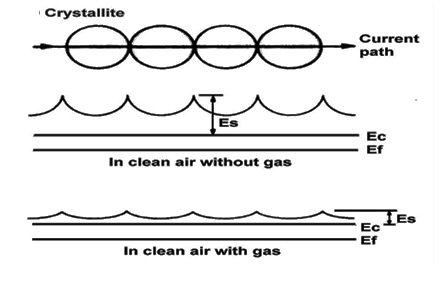 Crystallite
Current
path
Es
Ec
Ef
In clean air without gas
Es
Ec
Ef
In clean air with gas